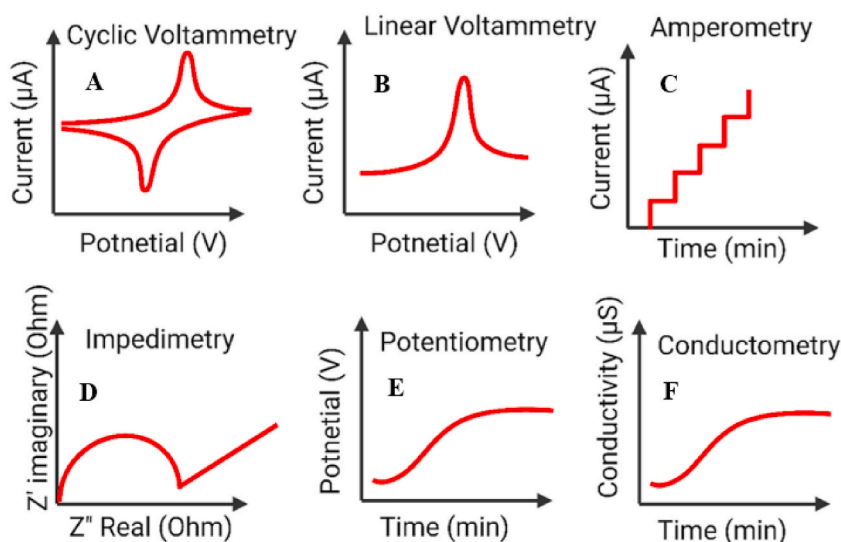 Cyclic Voltammetry
A
Current (µA)
Potnetial (V)
Linear Voltammetry
B
Current (µA)
Potnetial (V)
Amperometry
C
Current (µA)
Time (min)
Impedimetry
D
Z' imaginary (Ohm)
Z" Real (Ohm)
Potentiometry
E
Potnetial (V)
Time (min)
Conductometry
F
Conductivity (µS)
Time (min)